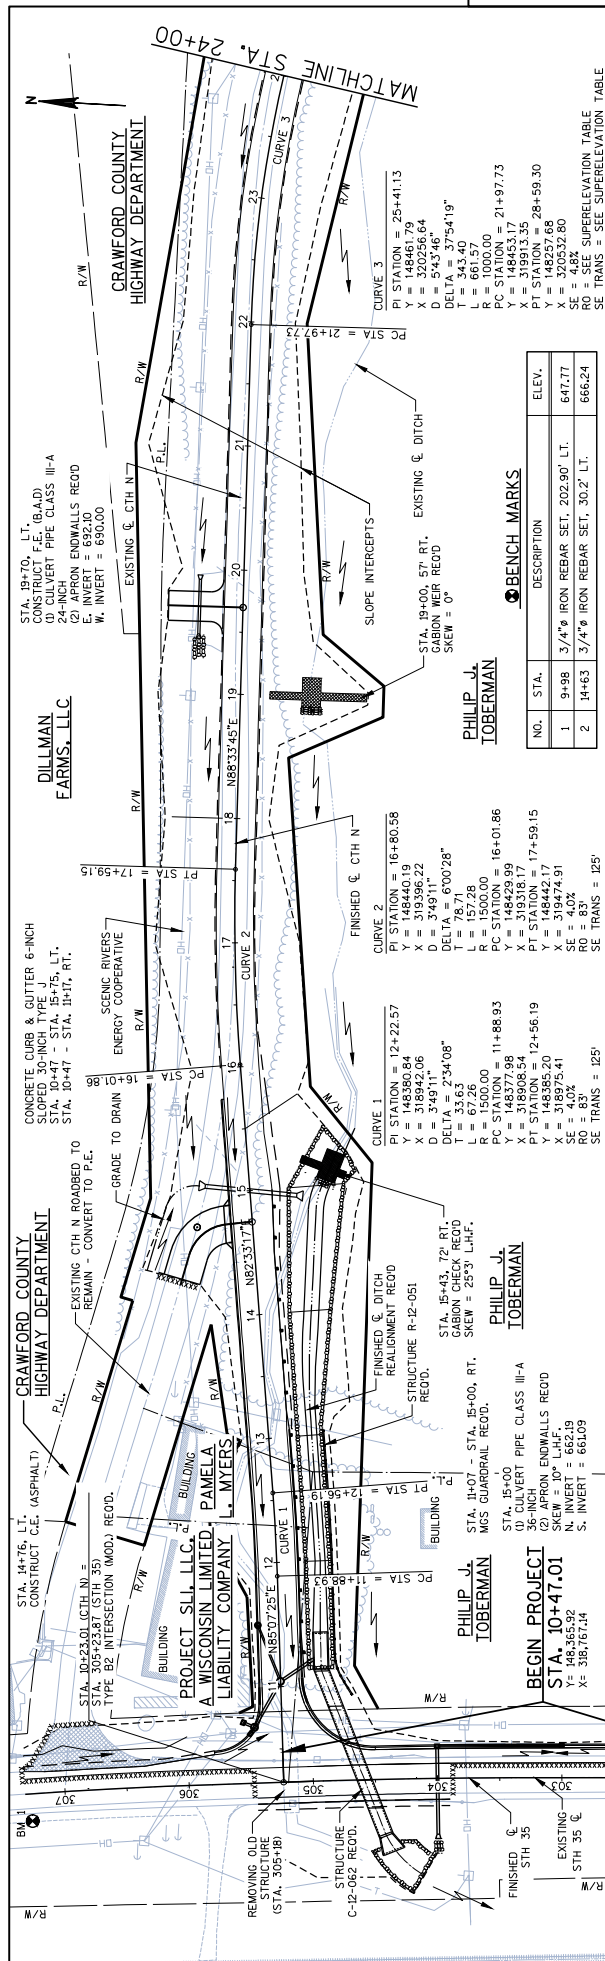 MATCHLINE STA. 24+00
N
CRAWFORD COUNTY
HIGHWAY DEPARTMENT
R/W
R/W
R/W
CURVE 3
23
22
21
20
19
18
17
16
15
14
13
12
11
PC STA = 21+97.73
P.L.
STA. 19+70, LT.
CONSTRUCT F.E. (B.A.D)
(1) CULVERT PIPE CLASS III-A
24-INCH
(2) APRON ENDWALLS REQ'D
E. INVERT = 692.10
W. INVERT = 690.00
EXISTING ℄ CTH N
SLOPE INTERCEPTS
EXISTING ℄ DITCH
STA. 19+00, 57' RT.
GABION WEIR REQ'D
SKEW = 0°
DILLMAN
FARMS, LLC
N88°33'45"E
PHILIP J.
TOBERMAN
FINISHED ℄ CTH N
PT STA = 17+59.15
CURVE 2
SCENIC RIVERS
ENERGY COOPERATIVE
PC STA = 16+01.86
CONCRETE CURB & GUTTER 6-INCH
SLOPED 30-INCH TYPE J
STA. 10+47 - STA. 15+75, LT.
STA. 10+47 - STA. 11+17, RT.
GRADE TO DRAIN
EXISTING CTH N ROADBED TO
REMAIN - CONVERT TO P.E.
CRAWFORD COUNTY
HIGHWAY DEPARTMENT
P.L.
R/W
N82°33'17"E
STA. 15+43, 72' RT.
GABION CHECK REQ'D
SKEW = 25°3' L.H.F.
PHILIP J.
TOBERMAN
FINISHED ℄ DITCH
REALIGNMENT REQ'D
STRUCTURE R-12-051
REQ'D.
STA. 14+76, LT.
CONSTRUCT C.E. (ASPHALT)
STA. 10+23.01 (CTH N) =
STA. 305+23.87 (STH 35)
TYPE B2 INTERSECTION (MOD.) REQ'D.
BUILDING
BUILDING
BUILDING
PROJECT SLI, LLC,
A WISCONSIN LIMITED
LIABILITY COMPANY
PAMELA
L. MYERS
PT STA = 12+56.19
CURVE 1
PC STA = 11+88.93
N85°07'25"E
STA. 11+07 - STA. 15+00, RT.
MGS GUARDRAIL REQ'D.
STA. 15+00
(1) CULVERT PIPE CLASS III-A
36-INCH
(2) APRON ENDWALLS REQ'D
SKEW = 10° L.H.F.
N. INVERT = 662.19
S. INVERT = 661.09
PHILIP J.
TOBERMAN
BEGIN PROJECT
STA. 10+47.01
Y= 148,365.92
X= 318,767.14
R/W
BM 1
307
306
305
304
303
REMOVING OLD
STRUCTURE
(STA. 305+18)
STRUCTURE
C-12-062 REQ'D.
FINISHED ℄
STH 35
EXISTING
STH 35 ℄
R/W
CURVE 1
PI STATION = 12+22.57
Y = 148380.84
X = 318942.06
D = 3°49'11"
DELTA = 2°34'08"
T = 33.63
L = 67.26
R = 1500.00
PC STATION = 11+88.93
Y = 148377.98
X = 318908.54
PT STATION = 12+56.19
Y = 148385.20
X = 318975.41
SE = 4.0%
RO = 83'
SE TRANS = 125'
CURVE 2
PI STATION = 16+80.58
Y = 148440.19
X = 319396.22
D = 3°49'11"
DELTA = 6°00'28"
T = 78.71
L = 157.28
R = 1500.00
PC STATION = 16+01.86
Y = 148429.99
X = 319318.17
PT STATION = 17+59.15
Y = 148442.17
X = 319474.91
SE = 4.0%
RO = 83'
SE TRANS = 125'
CURVE 3
PI STATION = 25+41.13
Y = 148461.79
X = 320256.64
D = 5°43'46"
DELTA = 37°54'19"
T = 343.40
L = 661.57
R = 1000.00
PC STATION = 21+97.73
Y = 148453.17
X = 319913.35
PT STATION = 28+59.30
Y = 148257.68
X = 320532.80
SE = 4.8%
RO = SEE SUPERELEVATION TABLE
SE TRANS = SEE SUPERELEVATION TABLE
BENCH MARKS
NO. STA. DESCRIPTION ELEV.
1 9+98 3/4"ø IRON REBAR SET, 202.90' LT. 647.77
2 14+63 3/4"ø IRON REBAR SET, 30.2' LT. 666.24